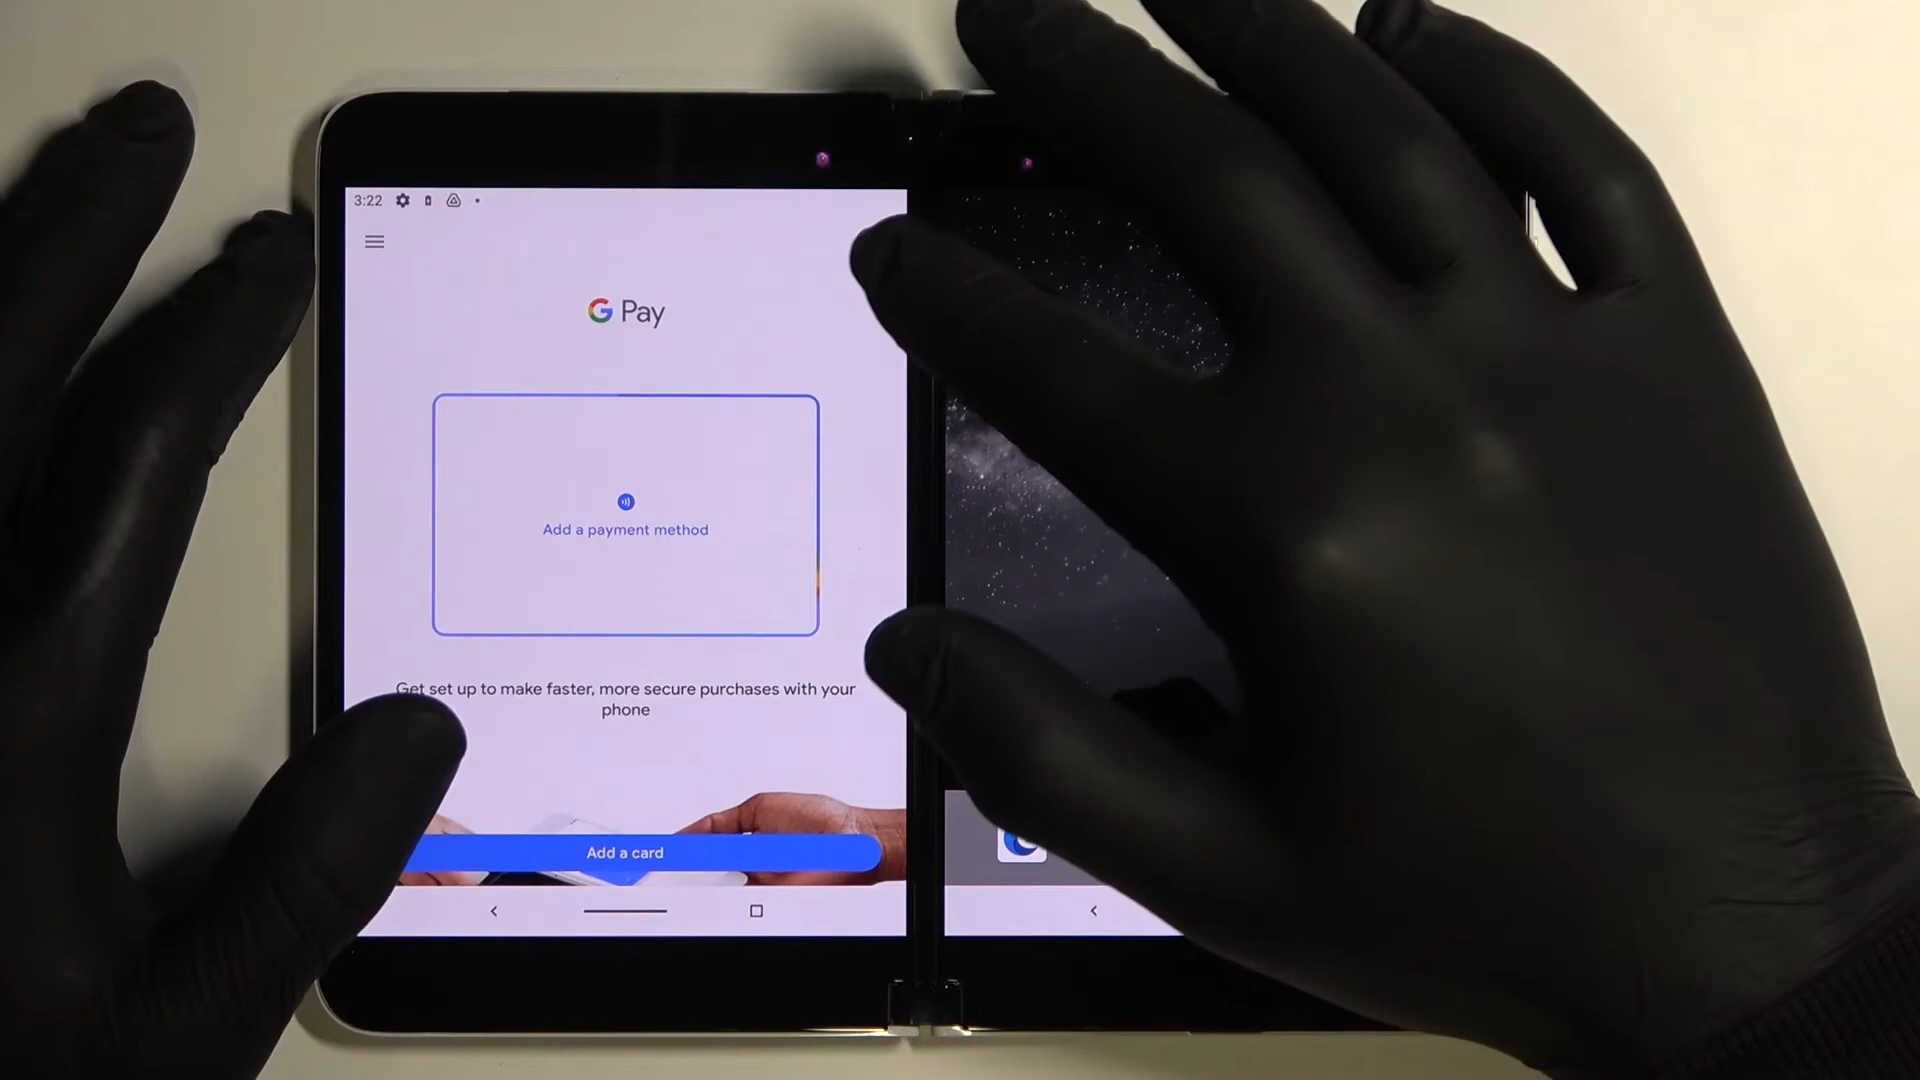 3:22
G Pay
Add a payment method
Get set up to make faster, more secure purchases with your
phone
Add a card